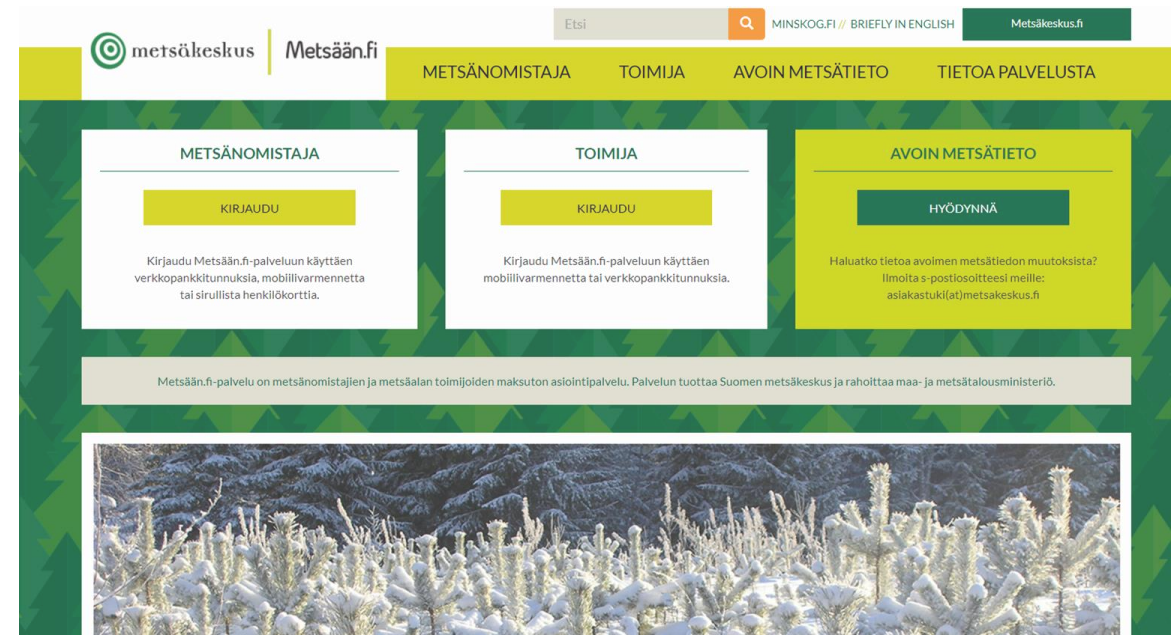 Etsi
MINSKOG.FI // BRIEFLY IN ENGLISH
Metsäkeskus.fi
metsäkeskus
Metsään.fi
METSÄNOMISTAJA
TOIMIJA
AVOIN METSÄTIETO
TIETOA PALVELUSTA
METSÄNOMISTAJA
KIRJAUDU
Kirjaudu Metsään.fi-palveluun käyttäen
verkkopankkitunnuksia, mobiilivarmennetta
tai sirullista henkilökorttia.
TOIMIJA
KIRJAUDU
Kirjaudu Metsään.fi-palveluun käyttäen
mobiilivarmennetta tai verkkopankkitunnuksia.
AVOIN METSÄTIETO
HYÖDYNNÄ
Haluatko tietoa avoimen metsätiedon muutoksista?
Ilmoita s-postiosoitteesi meille:
asiakastuki(at)metsakeskus.fi
Metsään.fi-palvelu on metsänomistajien ja metsäalan toimijoiden maksuton asiointipalvelu. Palvelun tuottaa Suomen metsäkeskus ja rahoittaa maa- ja metsätalousministeriö.